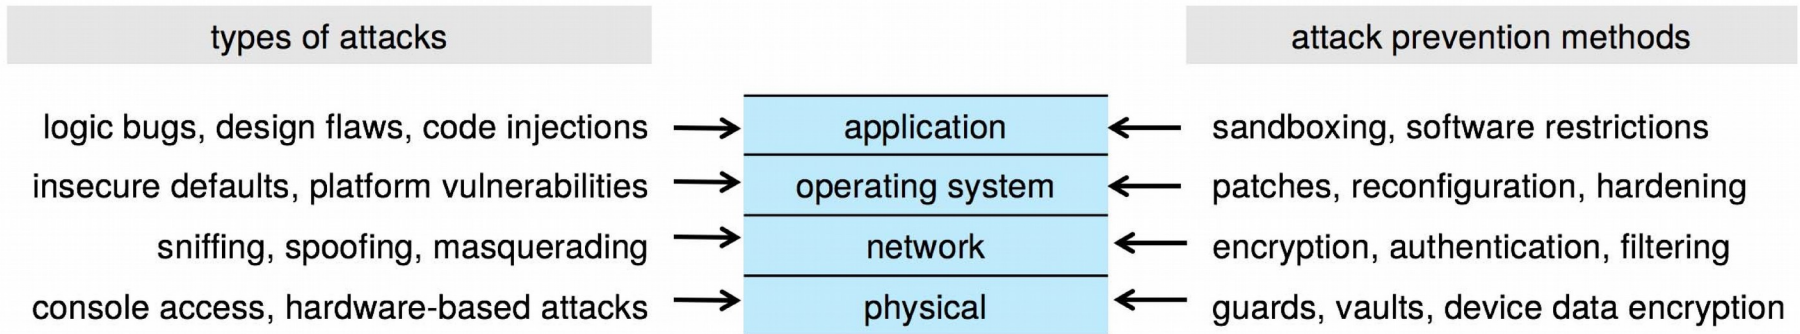 types of attacks
attack prevention methods
logic bugs, design flaws, code injections
application
sandboxing, software restrictions
insecure defaults, platform vulnerabilities
operating system
patches, reconfiguration, hardening
sniffing, spoofing, masquerading
network
encryption, authentication, filtering
console access, hardware-based attacks
physical
guards, vaults, device data encryption